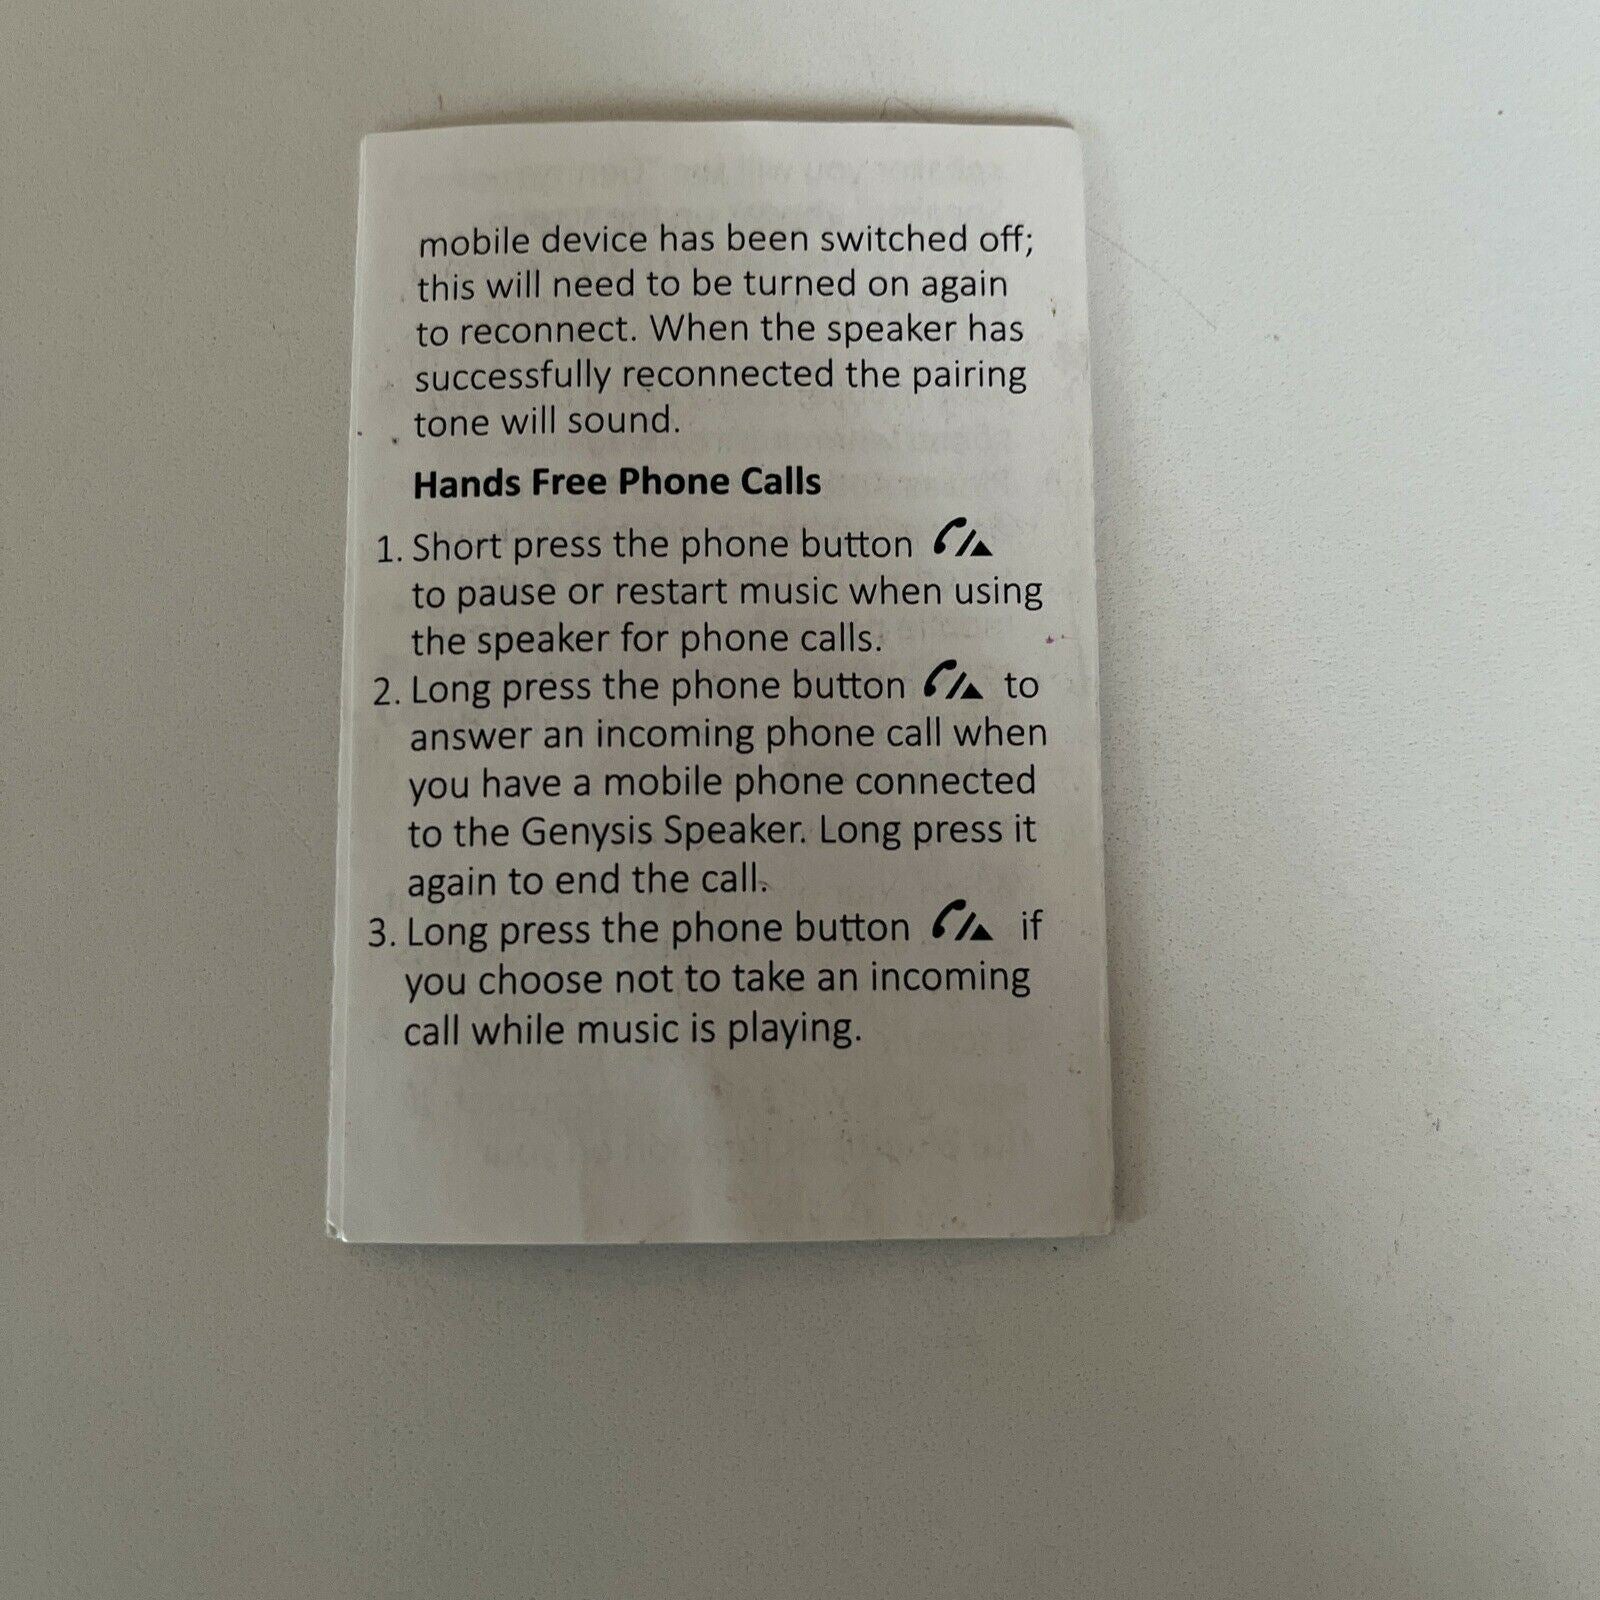 mobile device has been switched off;
this will need to be turned on again
to reconnect. When the speaker has
successfully reconnected the pairing
tone will sound.
Hands Free Phone Calls
1. Short press the phone button
to pause or restart music when using
the speaker for phone calls.
2. Long press the phone button to
answer an incoming phone call when
you have a mobile phone connected
to the Genysis Speaker. Long press it
again to end the call.
3. Long press the phone button if
you choose not to take an incoming
call while music is playing.